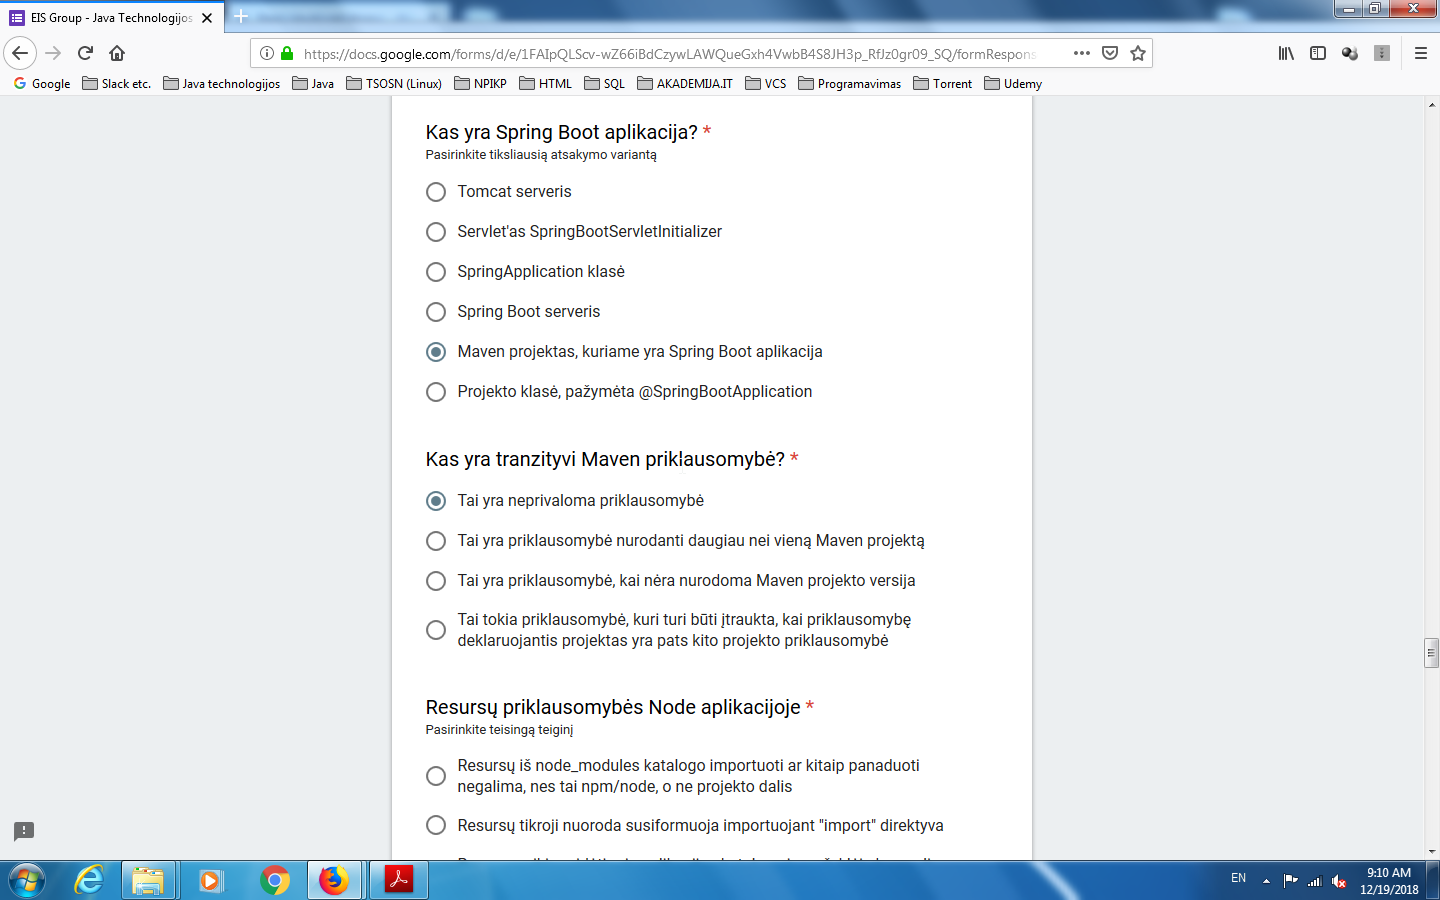 EIS Group - Java Technologijos
https://docs.google.com/forms/d/e/1FAIpQLScv-wZ66iBdCzywLAWQueGxh4VwbB4S8JH3p_RfJz0gr09_SQ/formRespons
Google Slack etc. Java technologijos Java TSOSN (Linux) NPIKP HTML SQL AKADEMIJA.IT VCS Programavimas Torrent Udemy
Kas yra Spring Boot aplikacija? *
Pasirinkite tiksliausią atsakymo variantą
Tomcat serveris
Servlet'as SpringBootServletInitializer
SpringApplication klasė
Spring Boot serveris
Maven projektas, kuriame yra Spring Boot aplikacija
Projekto klasė, pažymėta @SpringBootApplication
Kas yra tranzityvi Maven priklausomybė? *
Tai yra neprivaloma priklausomybė
Tai yra priklausomybė nurodanti daugiau nei vieną Maven projektą
Tai yra priklausomybė, kai nėra nurodoma Maven projekto versija
Tai tokia priklausomybė, kuri turi būti įtraukta, kai priklausomybę
deklaruojantis projektas yra pats kito projekto priklausomybė
Resursų priklausomybės Node aplikacijoje *
Pasirinkite teisingą teiginį
Resursų iš node_modules katalogo importuoti ar kitaip panaduoti
negalima, nes tai npm/node, o ne projekto dalis
Resursų tikroji nuoroda susiformuoja importuojant "import" direktyva
EN
9:10 AM
12/19/2018